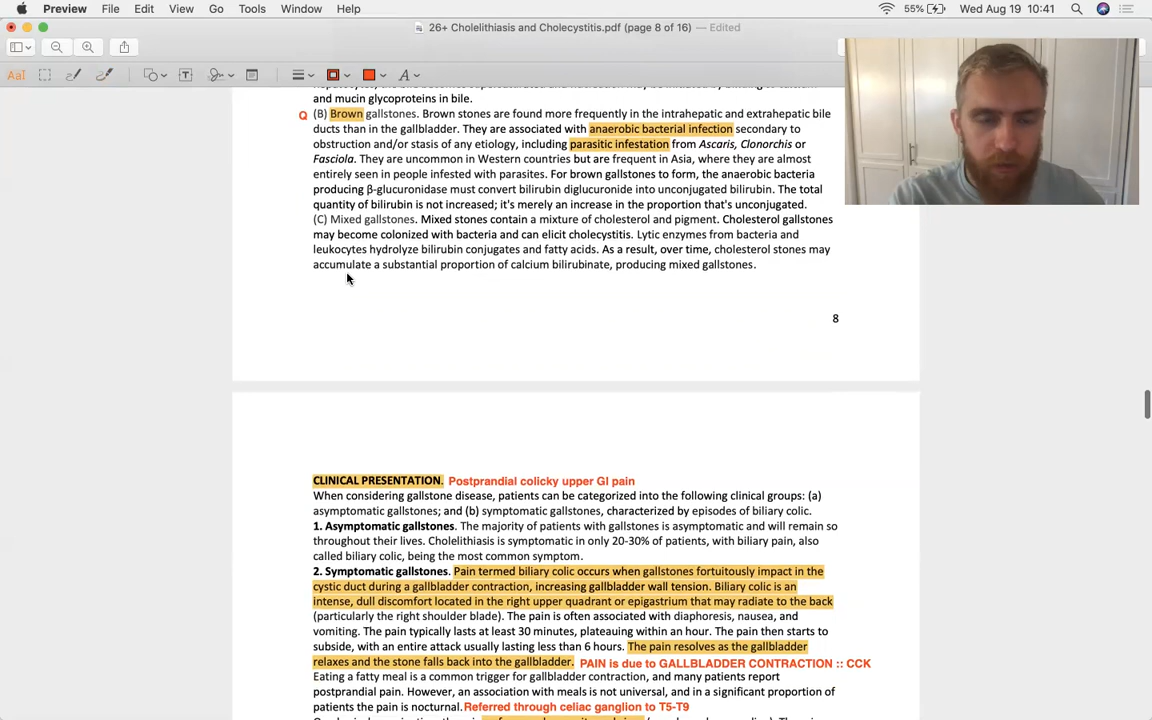 Preview File Edit View Go Tools Window Help 55% Wed Aug 19 10:41
26+ Cholelithiasis and Cholecystitis.pdf (page 8 of 16) — Edited
and mucin glycoproteins in bile.
Q (B) Brown gallstones. Brown stones are found more frequently in the intrahepatic and extrahepatic bile
ducts than in the gallbladder. They are associated with anaerobic bacterial infection secondary to
obstruction and/or stasis of any etiology, including parasitic infestation from Ascaris, Clonorchis or
Fasciola. They are uncommon in Western countries but are frequent in Asia, where they are almost
entirely seen in people infested with parasites. For brown gallstones to form, the anaerobic bacteria
producing β-glucuronidase must convert bilirubin diglucuronide into unconjugated bilirubin. The total
quantity of bilirubin is not increased; it's merely an increase in the proportion that's unconjugated.
(C) Mixed gallstones. Mixed stones contain a mixture of cholesterol and pigment. Cholesterol gallstones
may become colonized with bacteria and can elicit cholecystitis. Lytic enzymes from bacteria and
leukocytes hydrolyze bilirubin conjugates and fatty acids. As a result, over time, cholesterol stones may
accumulate a substantial proportion of calcium bilirubinate, producing mixed gallstones.
8
CLINICAL PRESENTATION. Postprandial colicky upper GI pain
When considering gallstone disease, patients can be categorized into the following clinical groups: (a)
asymptomatic gallstones; and (b) symptomatic gallstones, characterized by episodes of biliary colic.
1. Asymptomatic gallstones. The majority of patients with gallstones is asymptomatic and will remain so
throughout their lives. Cholelithiasis is symptomatic in only 20-30% of patients, with biliary pain, also
called biliary colic, being the most common symptom.
2. Symptomatic gallstones. Pain termed biliary colic occurs when gallstones fortuitously impact in the
cystic duct during a gallbladder contraction, increasing gallbladder wall tension. Biliary colic is an
intense, dull discomfort located in the right upper quadrant or epigastrium that may radiate to the back
(particularly the right shoulder blade). The pain is often associated with diaphoresis, nausea, and
vomiting. The pain typically lasts at least 30 minutes, plateauing within an hour. The pain then starts to
subside, with an entire attack usually lasting less than 6 hours. The pain resolves as the gallbladder
relaxes and the stone falls back into the gallbladder. PAIN is due to GALLBLADDER CONTRACTION :: CCK
Eating a fatty meal is a common trigger for gallbladder contraction, and many patients report
postprandial pain. However, an association with meals is not universal, and in a significant proportion of
patients the pain is nocturnal. Referred through celiac ganglion to T5-T9